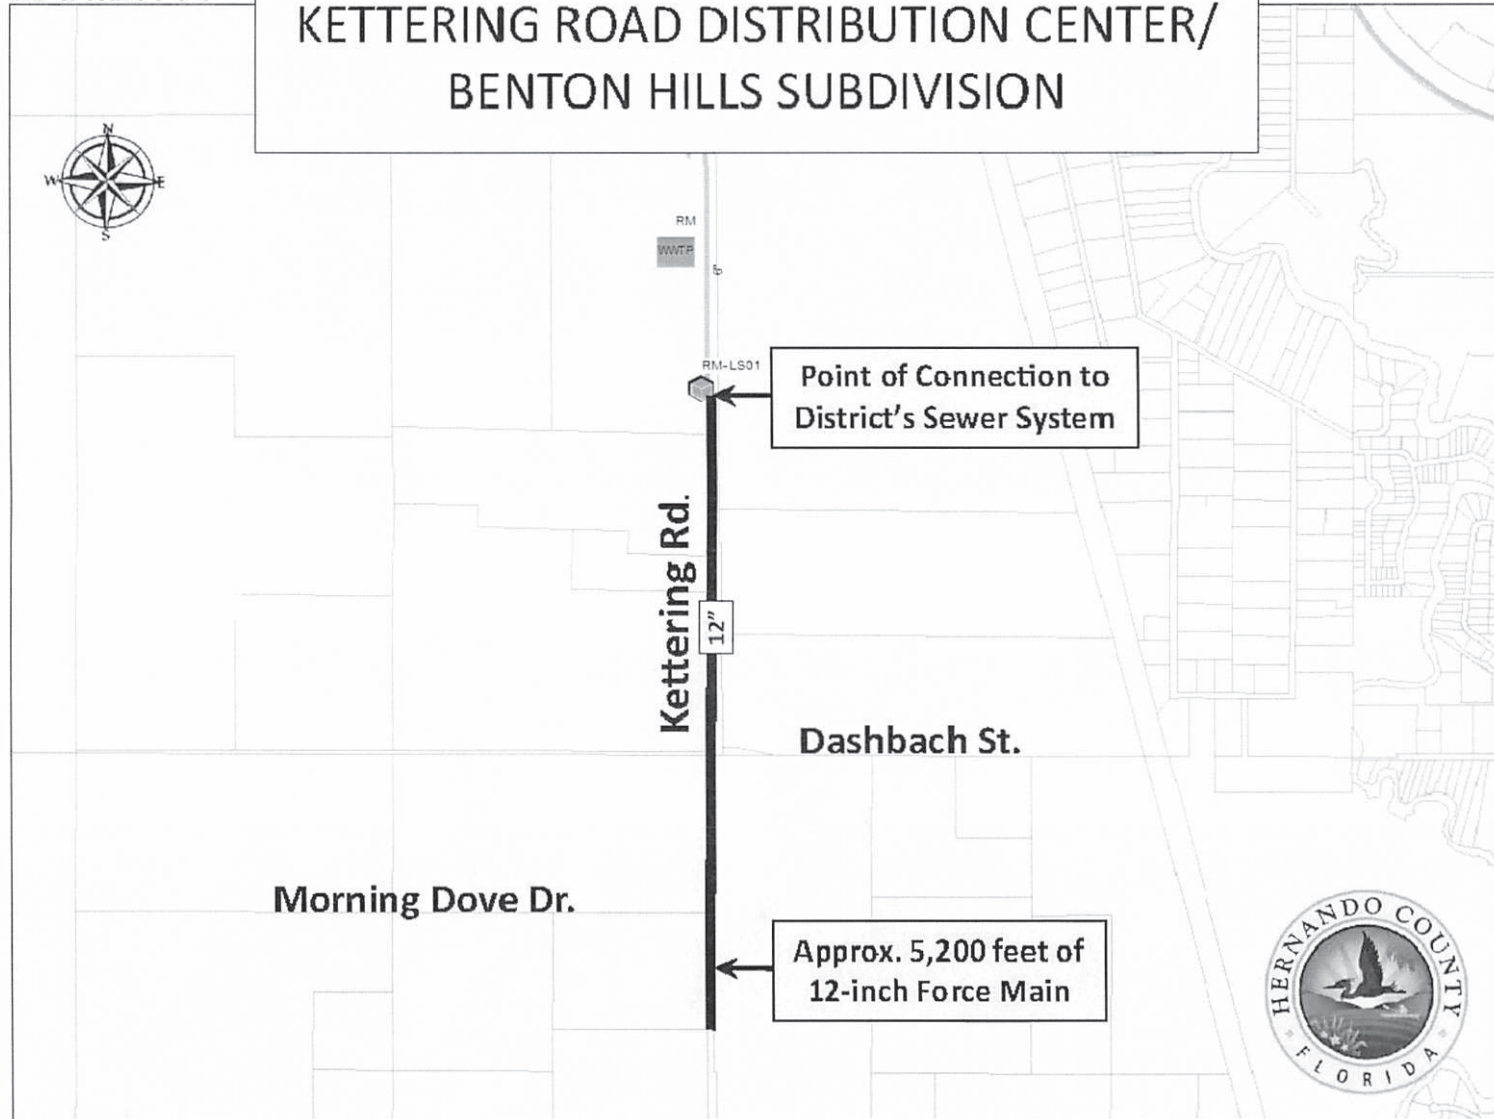 KETTERING ROAD DISTRIBUTION CENTER/
BENTON HILLS SUBDIVISION
N
W
E
S
RM
WWTP
RM-LS01
Point of Connection to
District's Sewer System
Kettering Rd.
12"
Dashbach St.
Morning Dove Dr.
Approx. 5,200 feet of
12-inch Force Main
HERNANDO COUNTY
FLORIDA